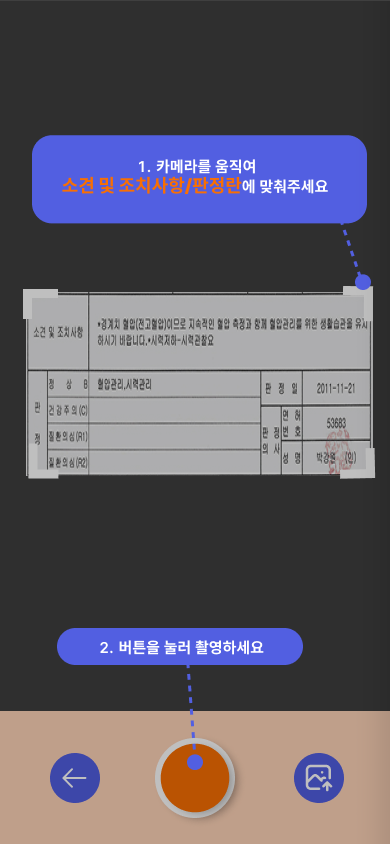 1. 카메라를 움직여
소견 및 조치사항/판정란에 맞춰주세요
소견 및 조치사항
*경계치 혈압(전고혈압)이므로 지속적인 혈압 측정과 함께 혈압관리를 위한 생활습관을 유지
하시기 바랍니다.*시력저하-시력관찰요
판정
정 상 B
혈압관리,시력관리
건강주의(C)
질환의심(R1)
질환의심(R2)
판 정 일
2011-11-21
판정의사
면허번호
53683
성 명
박강원 (인)
2. 버튼을 눌러 촬영하세요